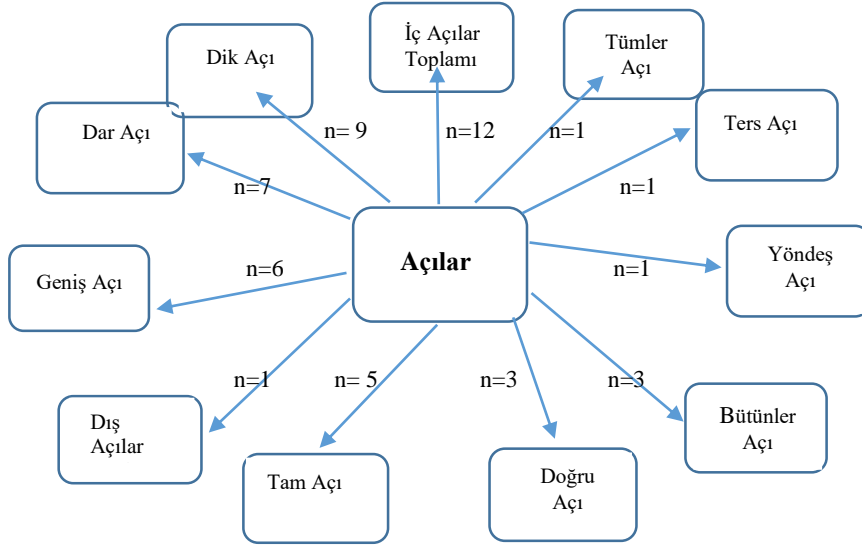 İç Açılar
Toplamı
Tümler
Açı
Dik Açı
Dar Açı
Ters Açı
n= 9
n=12
n=1
n=7
n=1
Açılar
Yöndeş
Açı
Geniş Açı
n=6
n=1
n=1
n= 5
n=3
n=3
Dış
Açılar
Tam Açı
Doğru
Açı
Bütünler
Açı